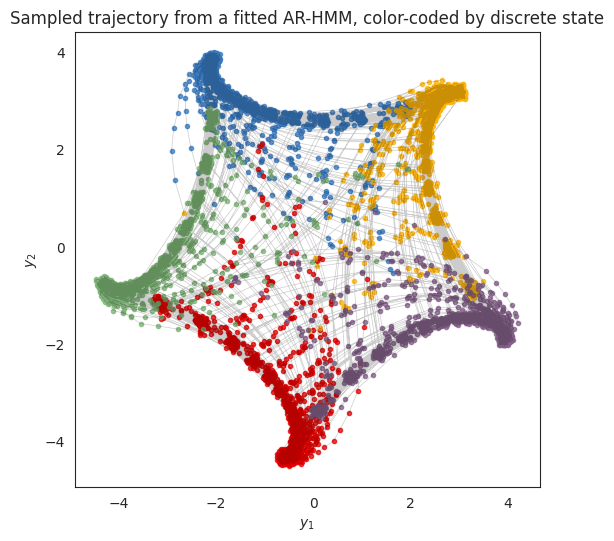 Sampled trajectory from a fitted AR-HMM, color-coded by discrete state
4
2
0
−2
−4
y₂
−4 −2 0 2 4
y₁